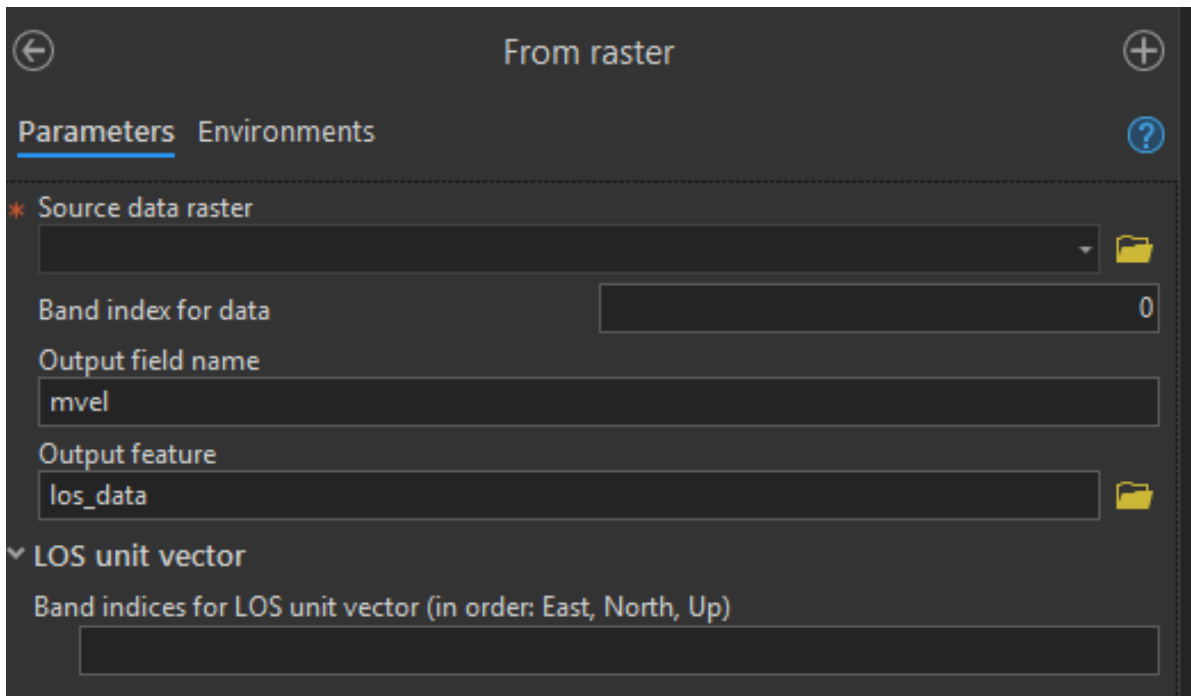 From raster
Parameters Environments
* Source data raster
Band index for data 0
Output field name
mvel
Output feature
los_data
LOS unit vector
Band indices for LOS unit vector (in order: East, North, Up)